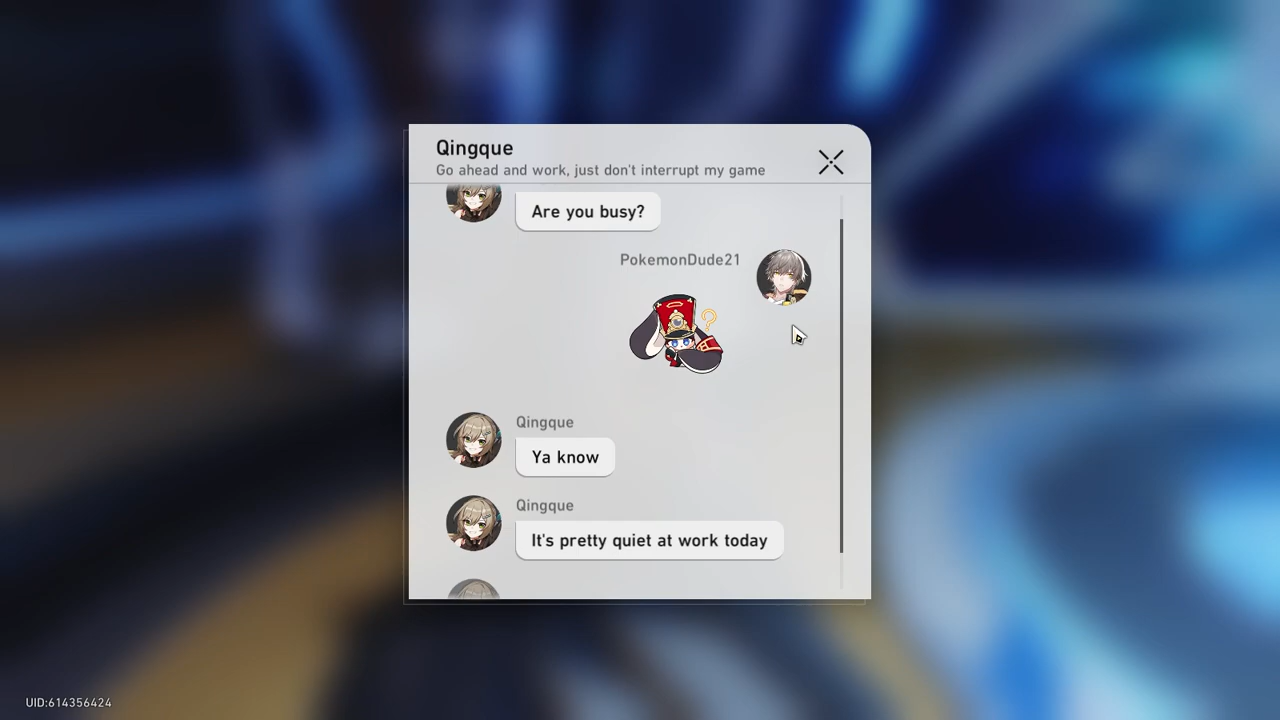 Qingque
Go ahead and work, just don't interrupt my game
Are you busy?
PokemonDude21
?
Qingque
Ya know
Qingque
It's pretty quiet at work today
UID:614356424